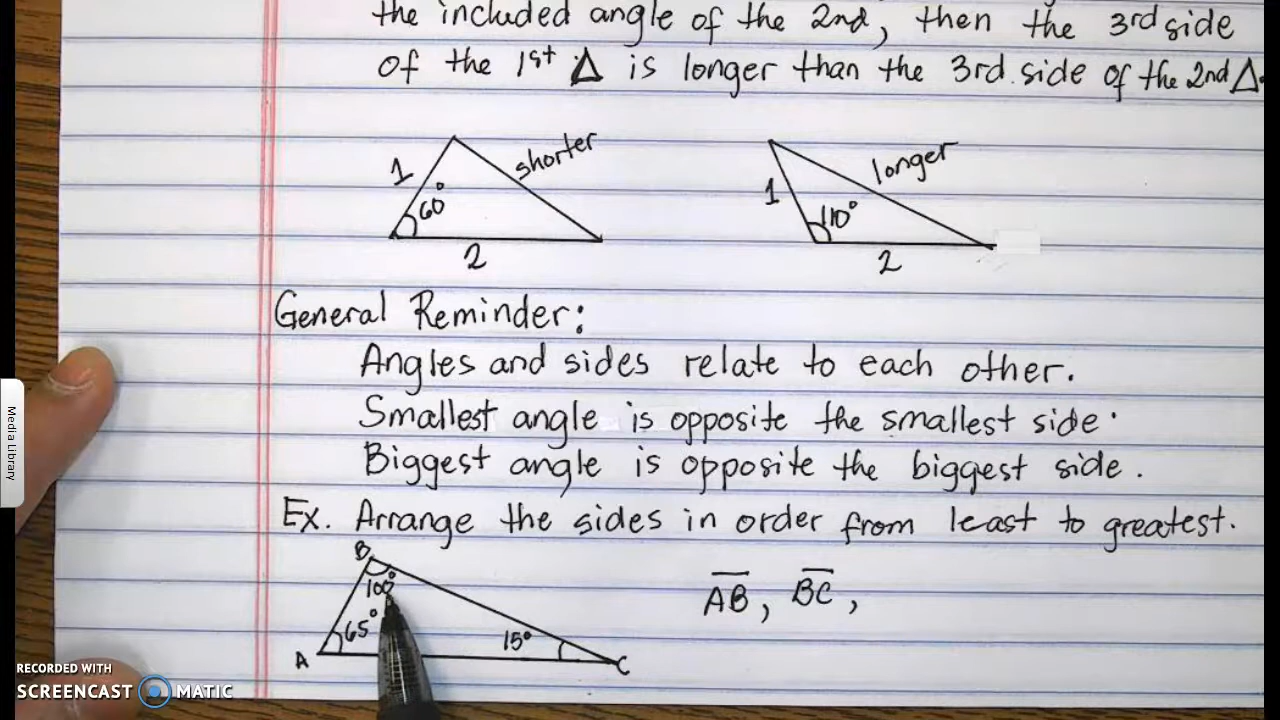 the included angle of the 2nd, then the 3rd side
of the 1st Δ is longer than the 3rd side of the 2nd Δ.
1
shorter
60°
2
longer
1
110°
2
General Reminder:
Angles and sides relate to each other.
Smallest angle is opposite the smallest side.
Biggest angle is opposite the biggest side.
Ex. Arrange the sides in order from least to greatest.
B
100°
65°
15°
A
C
A̅B̅, B̅C̅,
Media Library
RECORDED WITH
SCREENCAST MATIC